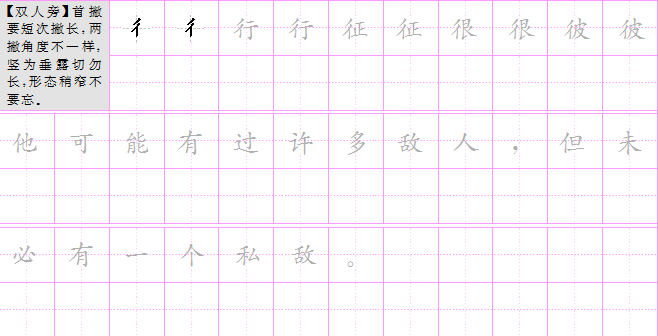 【双人旁】首撇
要短次撇长，两
撇角度不一样，
竖为垂露切勿
长，形态稍窄不
要忘。
彳彳行行征征很很彼彼
他可能有过许多敌人，但未
必有一个私敌。